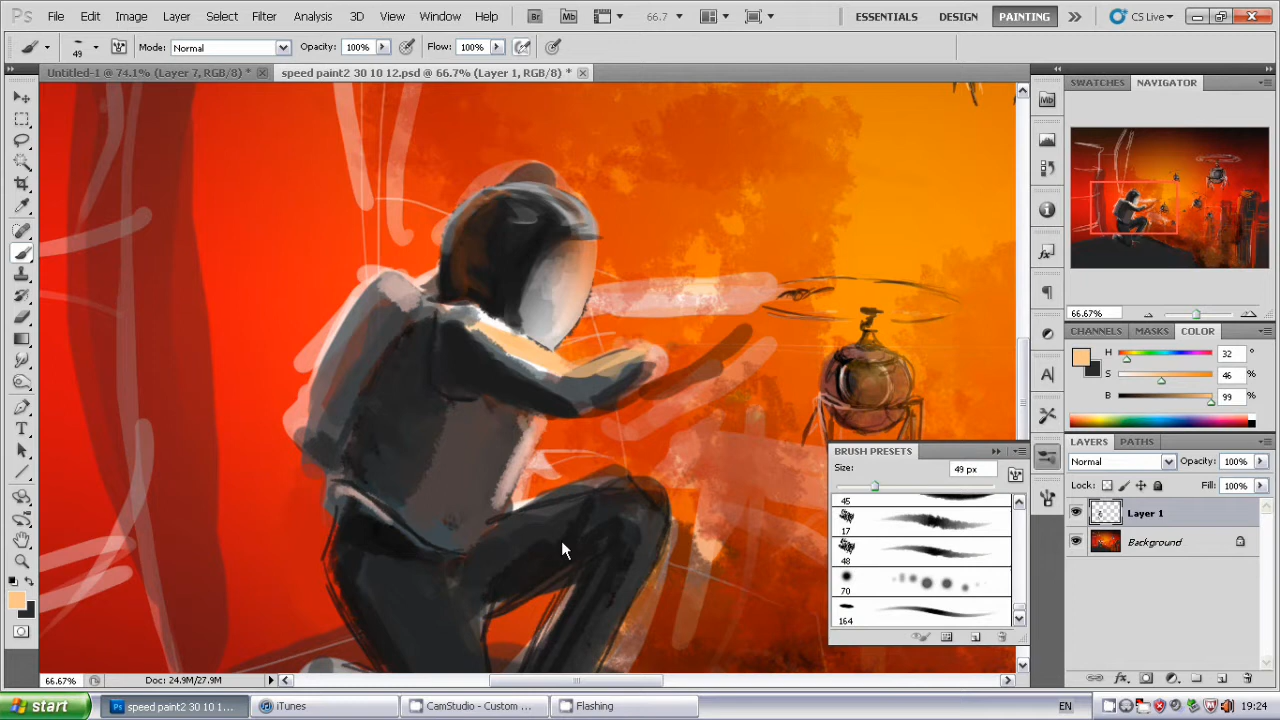 Ps File Edit Image Layer Select Filter Analysis 3D View Window Help Br Mb 66.7 ESSENTIALS DESIGN PAINTING CS Live
49 Mode: Normal Opacity: 100% Flow: 100%
Untitled-1 @ 74.1% (Layer 7, RGB/8) * speed paint2 30 10 12.psd @ 66.7% (Layer 1, RGB/8) *
SWATCHES NAVIGATOR
Mb
66.67%
CHANNELS MASKS COLOR
H 32 °
S 46 %
B 99 %
LAYERS PATHS
Normal Opacity: 100%
Lock: Fill: 100%
Layer 1
Background
BRUSH PRESETS
Size: 49 px
45
17
48
70
164
66.67% Doc: 24.9M/27.9M
start speed paint2 30 10 1... iTunes CamStudio - Custom ... Flashing EN 19:24